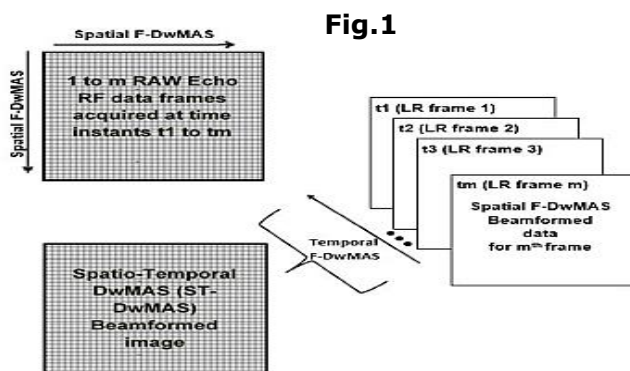 Fig.1
Spatial F-DwMAS
Spatial F-DwMAS
1 to m RAW Echo
RF data frames
acquired at time
instants t1 to tm
t1 (LR frame 1)
t2 (LR frame 2)
t3 (LR frame 3)
tm (LR frame m)
Spatial F-DwMAS
Beamformed
data
for mth frame
Temporal
F-DwMAS
Spatio-Temporal
DwMAS (ST-
DwMAS)
Beamformed
image